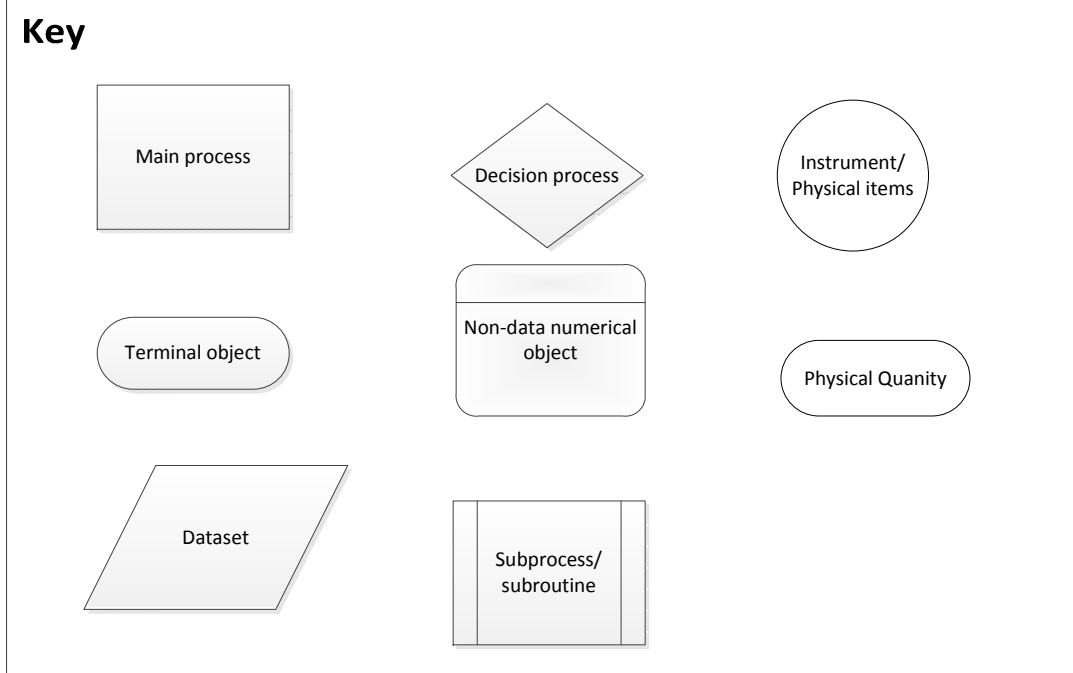 Key
Main process
Decision process
Instrument/
Physical items
Terminal object
Non-data numerical
object
Physical Quanity
Dataset
Subprocess/
subroutine